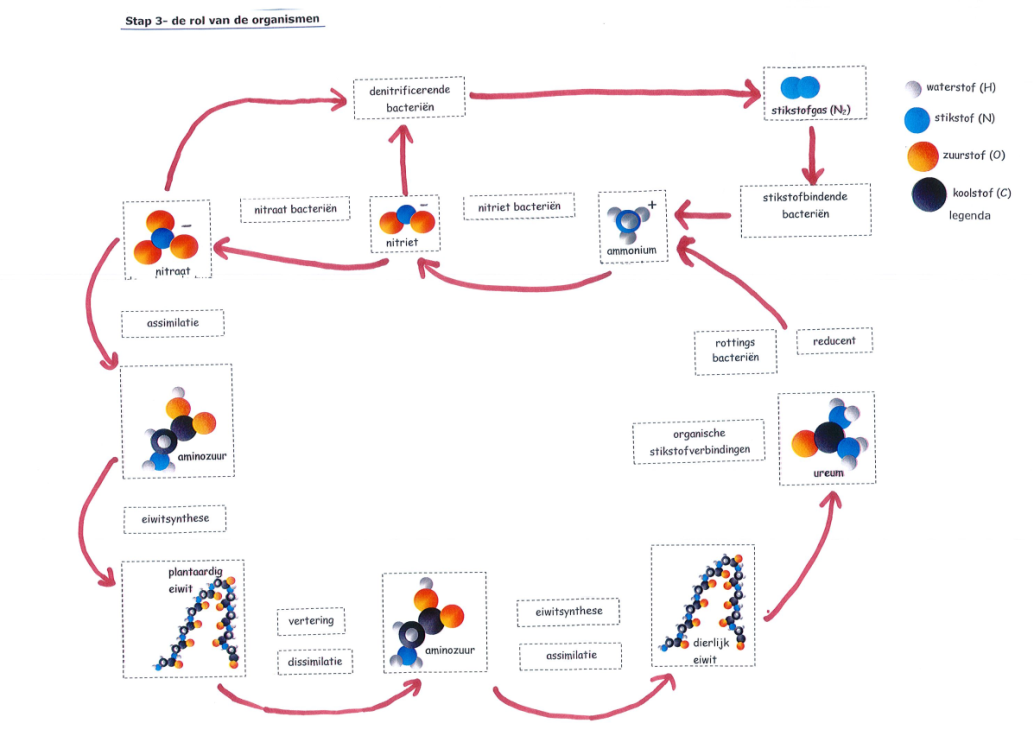 Stap 3- de rol van de organismen
denitrificerende
bacteriën
stikstofgas (N₂)
waterstof (H)
stikstof (N)
zuurstof (O)
koolstof (C)
legenda
nitraat bacteriën
nitriet bacteriën
stikstofbindende
bacteriën
−
nitraat
−
nitriet
+
ammonium
assimilatie
rottings
bacteriën
reducent
aminozuur
organische
stikstofverbindingen
ureum
eiwitsynthese
plantaardig
eiwit
vertering
dissimilatie
aminozuur
eiwitsynthese
assimilatie
dierlijk
eiwit